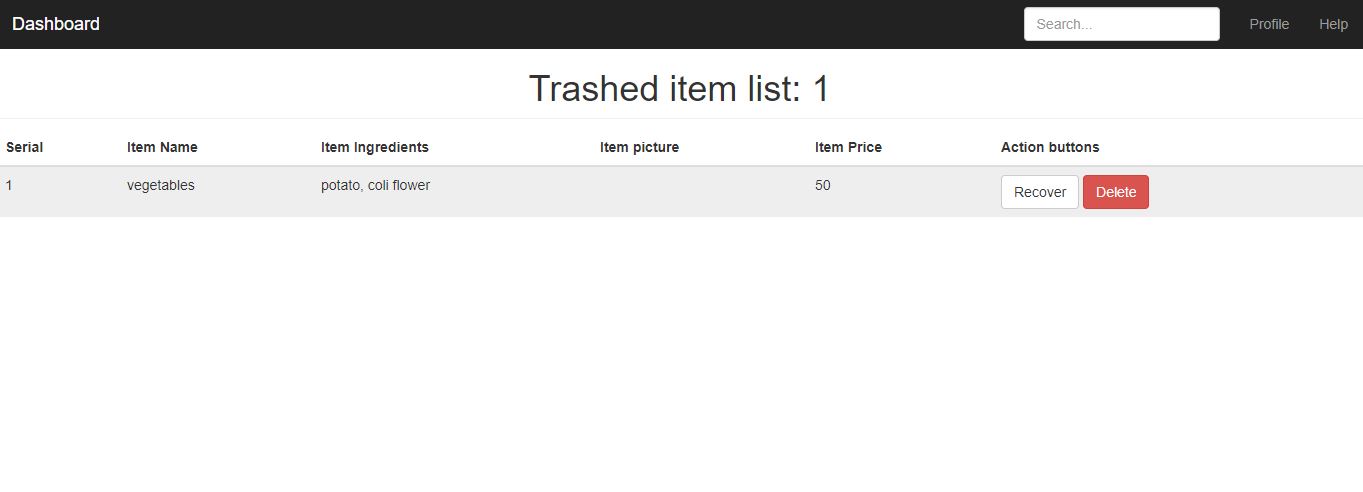 Dashboard Search... Profile Help
Trashed item list: 1
Serial Item Name Item Ingredients Item picture Item Price Action buttons
1 vegetables potato, coli flower 50 Recover Delete